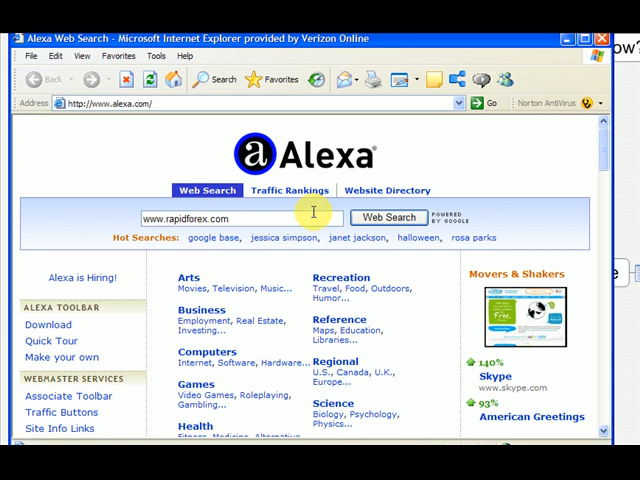 Alexa Web Search - Microsoft Internet Explorer provided by Verizon Online
File Edit View Favorites Tools Help
Back Search Favorites
Address http://www.alexa.com/ Go Norton AntiVirus
a Alexa
Web Search Traffic Rankings Website Directory
www.rapidforex.com Web Search POWERED BY GOOGLE
Hot Searches: google base, jessica simpson, janet jackson, halloween, rosa parks
Alexa is Hiring!
ALEXA TOOLBAR
Download
Quick Tour
Make your own
WEBMASTER SERVICES
Associate Toolbar
Traffic Buttons
Site Info Links
Arts
Movies, Television, Music...
Business
Employment, Real Estate,
Investing...
Computers
Internet, Software, Hardware...
Games
Video Games, Roleplaying,
Gambling...
Health
Fitness, Medicine, Alternative
Recreation
Travel, Food, Outdoors,
Humor...
Reference
Maps, Education,
Libraries...
Regional
U.S., Canada, U.K.,
Europe...
Science
Biology, Psychology,
Physics...
Movers & Shakers
Free
140%
Skype
www.skype.com
93%
American Greetings